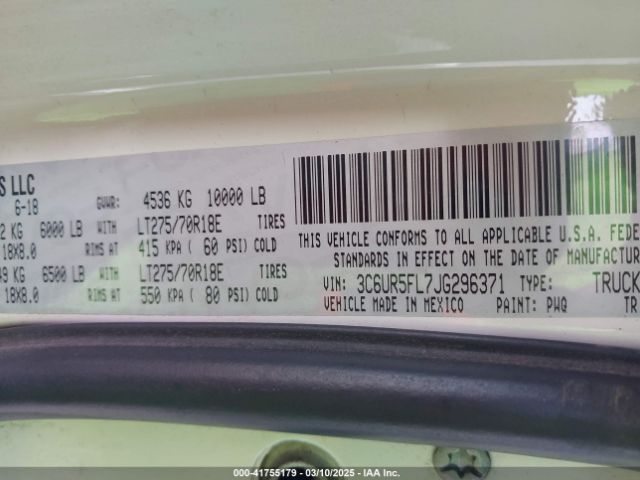 S LLC
6-18
GVWR: 4536 KG 10000 LB
2 KG 6000 LB WITH LT275/70R18E TIRES
18X8.0 RIMS AT 415 KPA ( 60 PSI) COLD
49 KG 6500 LB WITH LT275/70R18E TIRES
18X8.0 RIMS AT 550 KPA ( 80 PSI) COLD
THIS VEHICLE CONFORMS TO ALL APPLICABLE U.S.A. FEDE
STANDARDS IN EFFECT ON THE DATE OF MANUFACTUR
VIN: 3C6UR5FL7JG296371 TYPE: TRUCK
VEHICLE MADE IN MEXICO PAINT: PWQ TR
000-41755179 - 03/10/2025 - IAA Inc.